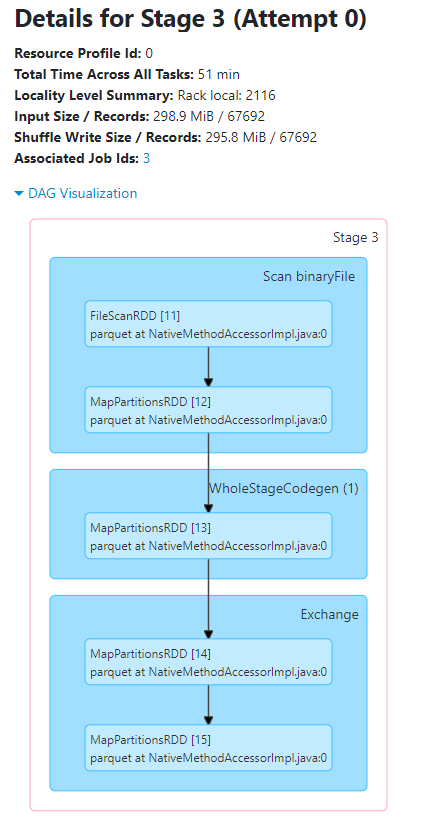 Details for Stage 3 (Attempt 0)
Resource Profile Id: 0
Total Time Across All Tasks: 51 min
Locality Level Summary: Rack local: 2116
Input Size / Records: 298.9 MiB / 67692
Shuffle Write Size / Records: 295.8 MiB / 67692
Associated Job Ids: 3
DAG Visualization
Stage 3
Scan binaryFile
FileScanRDD [11]
parquet at NativeMethodAccessorImpl.java:0
MapPartitionsRDD [12]
parquet at NativeMethodAccessorImpl.java:0
WholeStageCodegen (1)
MapPartitionsRDD [13]
parquet at NativeMethodAccessorImpl.java:0
Exchange
MapPartitionsRDD [14]
parquet at NativeMethodAccessorImpl.java:0
MapPartitionsRDD [15]
parquet at NativeMethodAccessorImpl.java:0